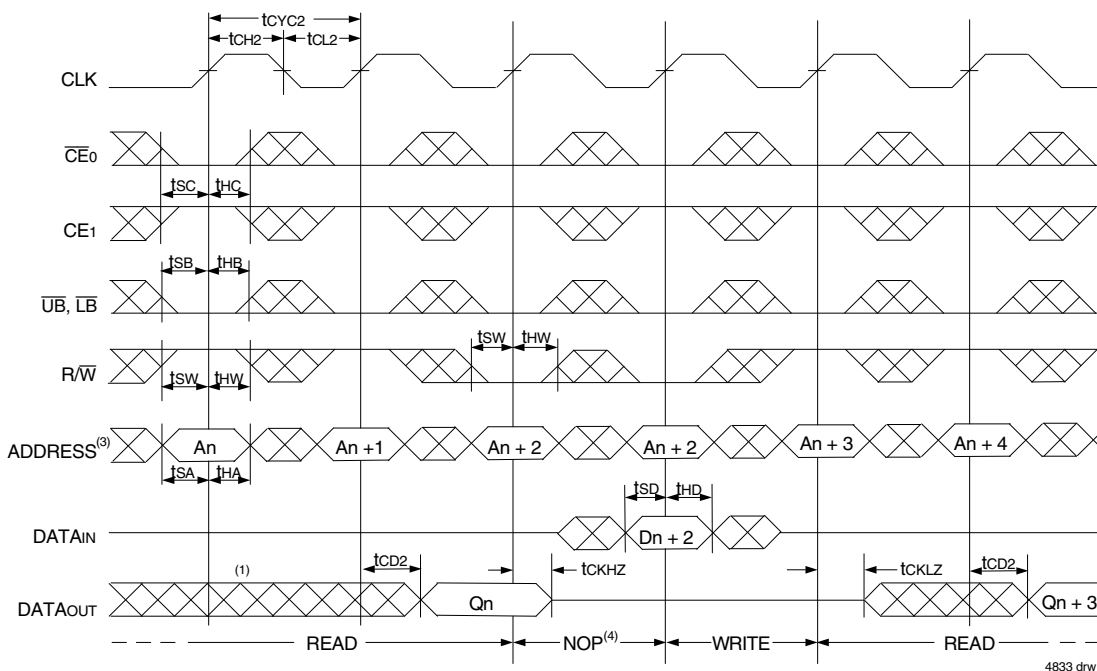 tCYC2
tCH2 tCL2
CLK
CE0
tSC tHC
CE1
tSB tHB
UB, LB
tSW tHW
R/W
tSW tHW
ADDRESS(3) An An +1 An + 2 An + 2 An + 3 An + 4
tSA tHA
tSD tHD
DATAIN Dn + 2
(1) tCD2 tCKHZ tCKLZ tCD2
DATAOUT Qn Qn + 3
READ NOP(4) WRITE READ
4833 drw